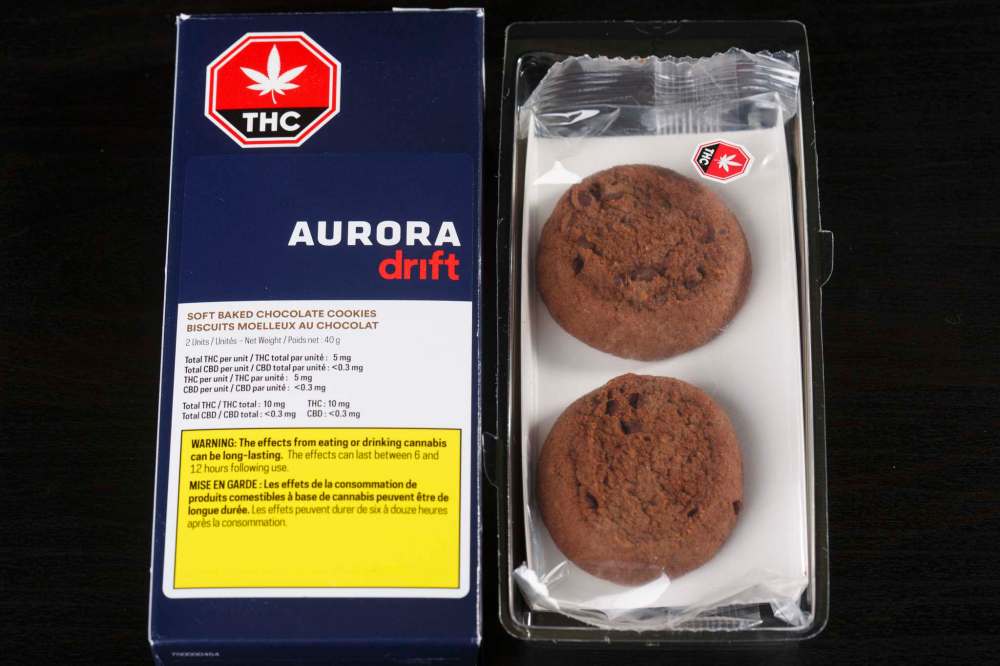 THC
AURORA
drift
SOFT BAKED CHOCOLATE COOKIES
BISCUITS MOELLEUX AU CHOCOLAT
2 Units / Unités - Net Weight / Poids net : 40 g
Total THC per unit / THC total par unité : 5 mg
Total CBD per unit / CBD total par unité : <0.3 mg
THC per unit / THC par unité : 5 mg
CBD per unit / CBD par unité : <0.3 mg
Total THC / THC total : 10 mg THC : 10 mg
Total CBD / CBD total : <0.3 mg CBD : <0.3 mg
WARNING: The effects from eating or drinking cannabis
can be long-lasting. The effects can last between 6 and
12 hours following use.
MISE EN GARDE : Les effets de la consommation de
produits comestibles à base de cannabis peuvent être de
longue durée. Les effets peuvent durer de six à douze heures
après la consommation.
THC